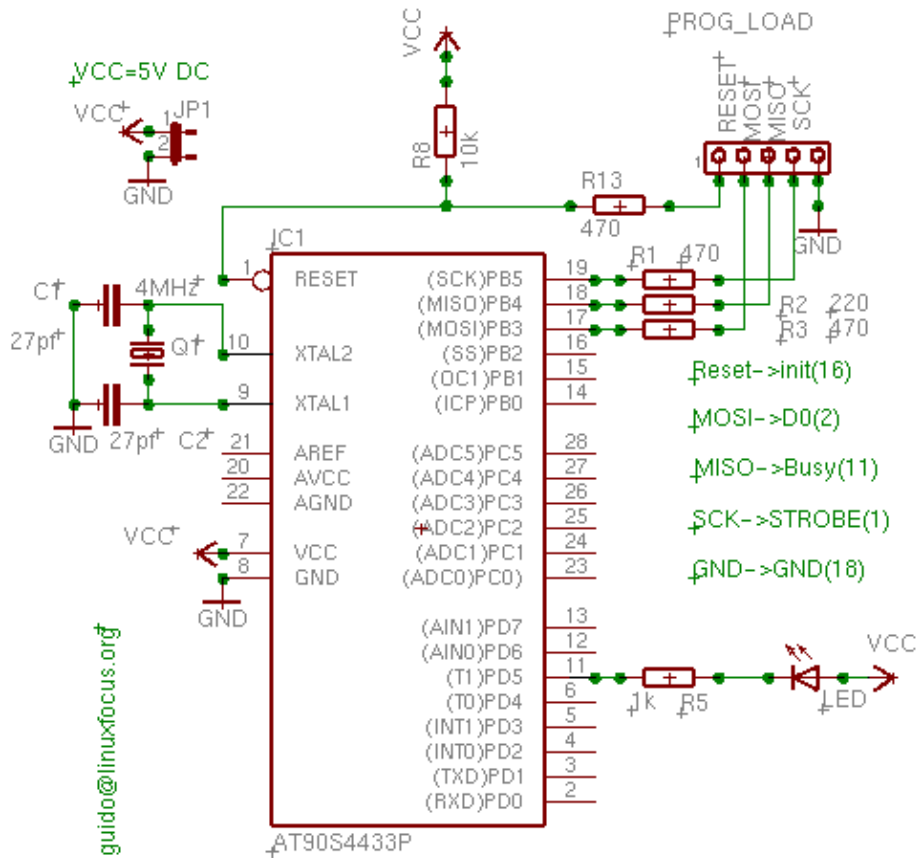 PROG_LOAD
VCC
VCC=5V DC
VCC
1
2
JP1
GND
R8
10k
RESET
MOSI
MISO
SCK
1
R13
470
GND
IC1
1
RESET
(SCK)PB5
19
R1
470
(MISO)PB4
18
R2
220
(MOSI)PB3
17
R3
470
C1
4MHz
27pf
Q1
10
XTAL2
(SS)PB2
16
(OC1)PB1
15
9
XTAL1
(ICP)PB0
14
GND
27pf
C2
Reset->init(16)
MOSI->D0(2)
MISO->Busy(11)
SCK->STROBE(1)
GND->GND(18)
21
AREF
(ADC5)PC5
28
20
AVCC
(ADC4)PC4
27
22
AGND
(ADC3)PC3
26
(ADC2)PC2
25
VCC
7
VCC
(ADC1)PC1
24
8
GND
(ADC0)PC0)
23
GND
(AIN1)PD7
13
(AIN0)PD6
12
(T1)PD5
11
1k
R5
LED
VCC
(T0)PD4
6
(INT1)PD3
5
(INT0)PD2
4
(TXD)PD1
3
(RXD)PD0
2
AT90S4433P
guido@linuxfocus.org